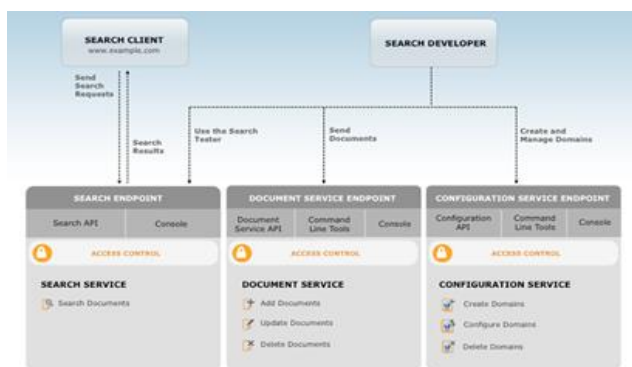 SEARCH CLIENT
www.example.com
SEARCH DEVELOPER
Send
Search
Requests
Search
Results
Use the Search
Tester
Send
Documents
Create and
Manage Domains
SEARCH ENDPOINT
Search API
Console
ACCESS CONTROL
SEARCH SERVICE
Search Documents
DOCUMENT SERVICE ENDPOINT
Document
Service API
Command
Line Tools
Console
ACCESS CONTROL
DOCUMENT SERVICE
Add Documents
Update Documents
Delete Documents
CONFIGURATION SERVICE ENDPOINT
Configuration
API
Command
Line Tools
Console
ACCESS CONTROL
CONFIGURATION SERVICE
Create Domains
Configure Domains
Delete Domains